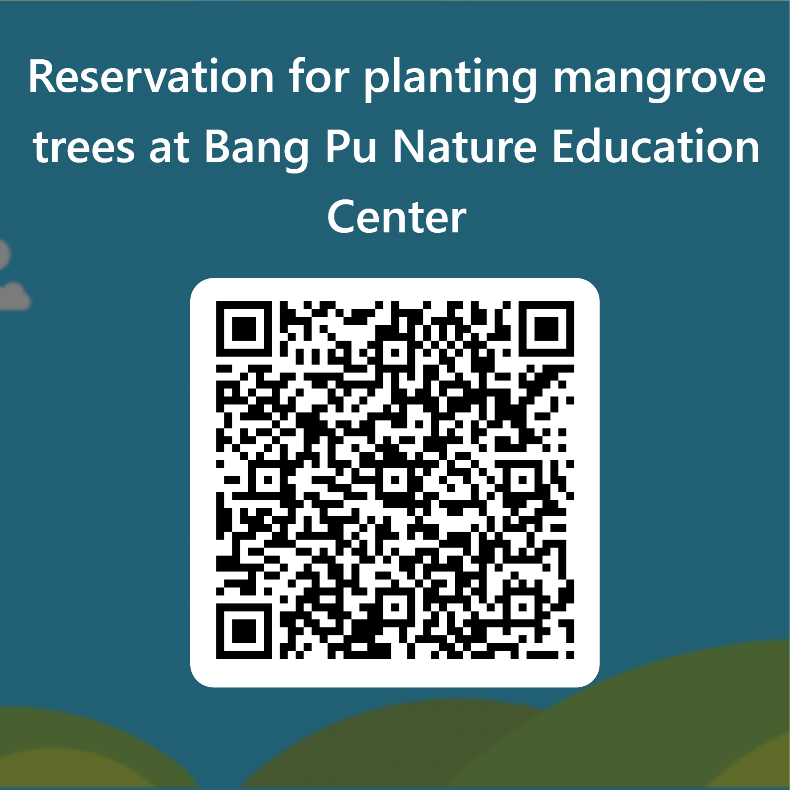 Reservation for planting mangrove
trees at Bang Pu Nature Education
Center